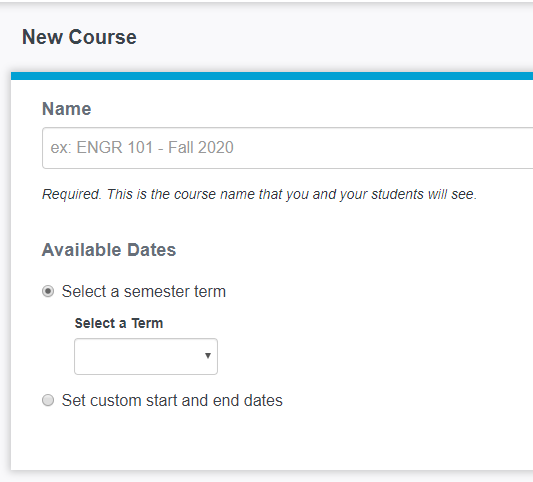 New Course
Name
ex: ENGR 101 - Fall 2020
Required. This is the course name that you and your students will see.
Available Dates
Select a semester term
Select a Term
Set custom start and end dates